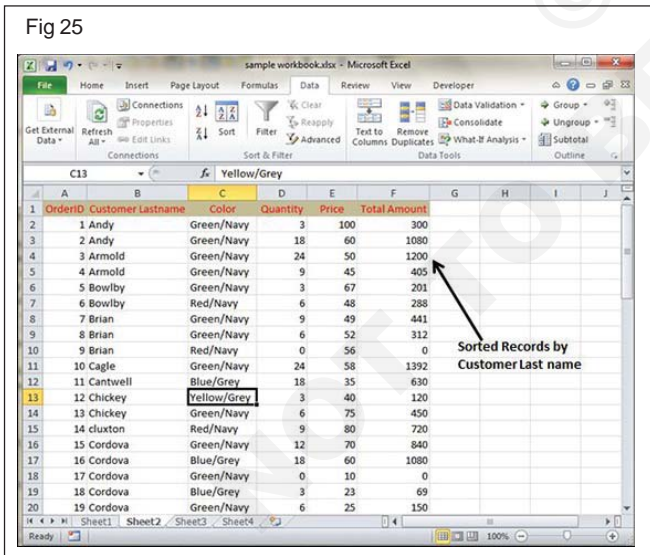 Fig 25
sample workbook.xlsx - Microsoft Excel
File Home Insert Page Layout Formulas Data Review View Developer
Get External Data Refresh All Connections Properties Edit Links Sort Filter Clear Reapply Advanced Text to Columns Remove Duplicates Data Validation Consolidate What-If Analysis Group Ungroup Subtotal
Connections Sort & Filter Data Tools Outline
C13 fx Yellow/Grey
A B C D E F G H I J
1 OrderID Customer Lastname Color Quantity Price Total Amount
2 1 Andy Green/Navy 3 100 300
3 2 Andy Green/Navy 18 60 1080
4 3 Armold Green/Navy 24 50 1200
5 4 Armold Green/Navy 9 45 405
6 5 Bowlby Green/Navy 3 67 201
7 6 Bowlby Red/Navy 6 48 288
8 7 Brian Green/Navy 9 49 441
9 8 Brian Green/Navy 6 52 312
10 9 Brian Red/Navy 0 56 0
11 10 Cagle Green/Navy 24 58 1392
12 11 Cantwell Blue/Grey 18 35 630
13 12 Chickey Yellow/Grey 3 40 120
14 13 Chickey Green/Navy 6 75 450
15 14 cluxton Red/Navy 9 80 720
16 15 Cordova Green/Navy 12 70 840
17 16 Cordova Blue/Grey 18 60 1080
18 17 Cordova Green/Navy 0 10 0
19 18 Cordova Blue/Grey 3 23 69
20 19 Cordova Green/Navy 6 25 150
Sorted Records by
Customer Last name
Sheet1 Sheet2 Sheet3 Sheet4
Ready 100%